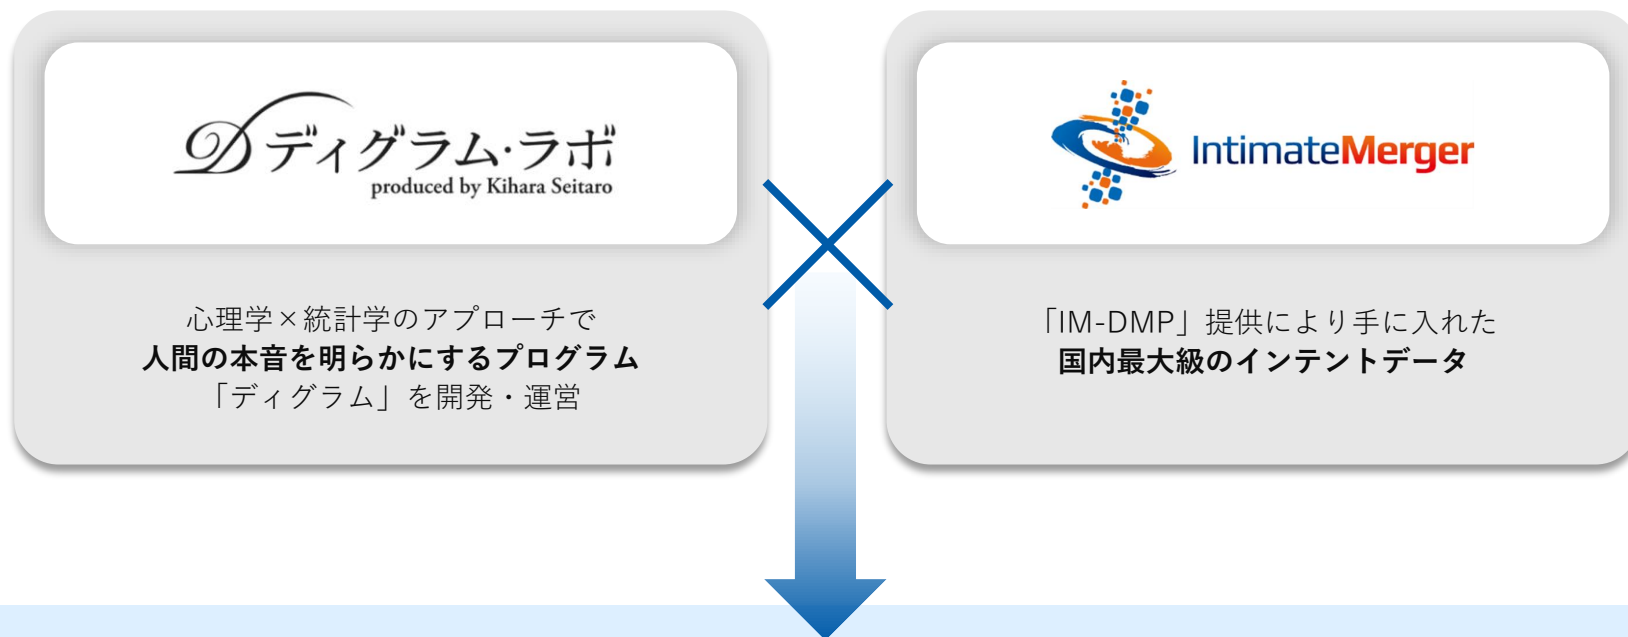 ディグラム・ラボ
produced by Kihara Seitaro
心理学×統計学のアプローチで
人間の本音を明らかにするプログラム
「ディグラム」を開発・運営
IntimateMerger
「IM-DMP」提供により手に入れた
国内最大級のインテントデータ